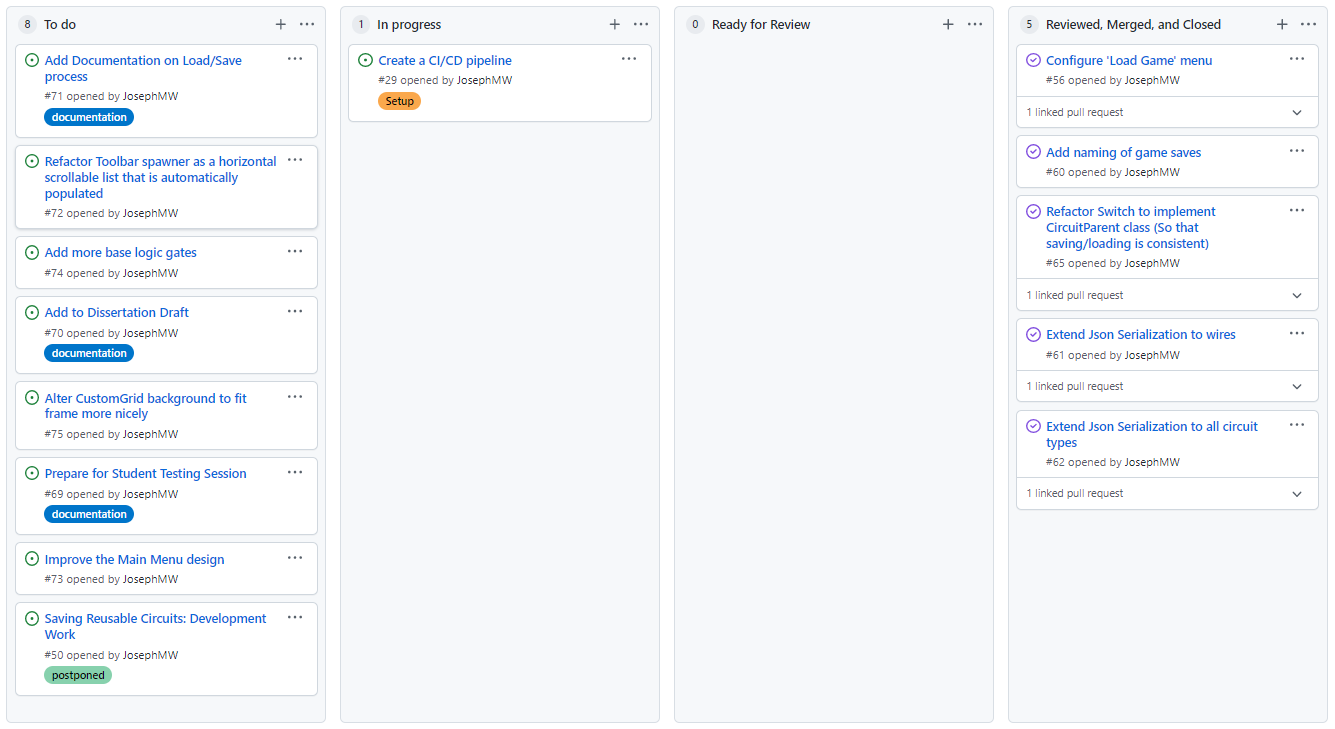 8 To do
Add Documentation on Load/Save
process
#71 opened by JosephMW
documentation
Refactor Toolbar spawner as a horizontal
scrollable list that is automatically
populated
#72 opened by JosephMW
Add more base logic gates
#74 opened by JosephMW
Add to Dissertation Draft
#70 opened by JosephMW
documentation
Alter CustomGrid background to fit
frame more nicely
#75 opened by JosephMW
Prepare for Student Testing Session
#69 opened by JosephMW
documentation
Improve the Main Menu design
#73 opened by JosephMW
Saving Reusable Circuits: Development
Work
#50 opened by JosephMW
postponed
1 In progress
Create a CI/CD pipeline
#29 opened by JosephMW
Setup
0 Ready for Review
5 Reviewed, Merged, and Closed
Configure 'Load Game' menu
#56 opened by JosephMW
1 linked pull request
Add naming of game saves
#60 opened by JosephMW
Refactor Switch to implement
CircuitParent class (So that
saving/loading is consistent)
#65 opened by JosephMW
1 linked pull request
Extend Json Serialization to wires
#61 opened by JosephMW
1 linked pull request
Extend Json Serialization to all circuit
types
#62 opened by JosephMW
1 linked pull request